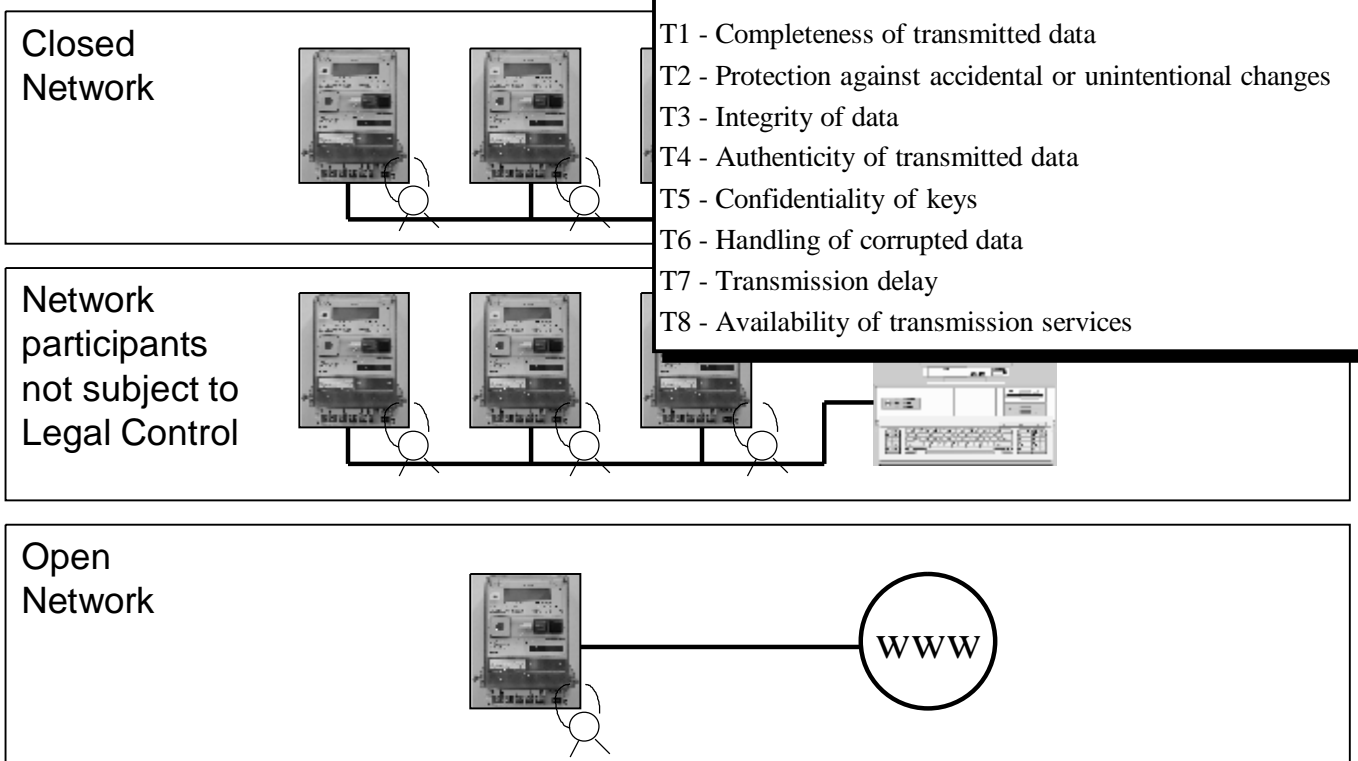 Closed
Network
T1 - Completeness of transmitted data
T2 - Protection against accidental or unintentional changes
T3 - Integrity of data
T4 - Authenticity of transmitted data
T5 - Confidentiality of keys
T6 - Handling of corrupted data
T7 - Transmission delay
T8 - Availability of transmission services
Network
participants
not subject to
Legal Control
Open
Network
www